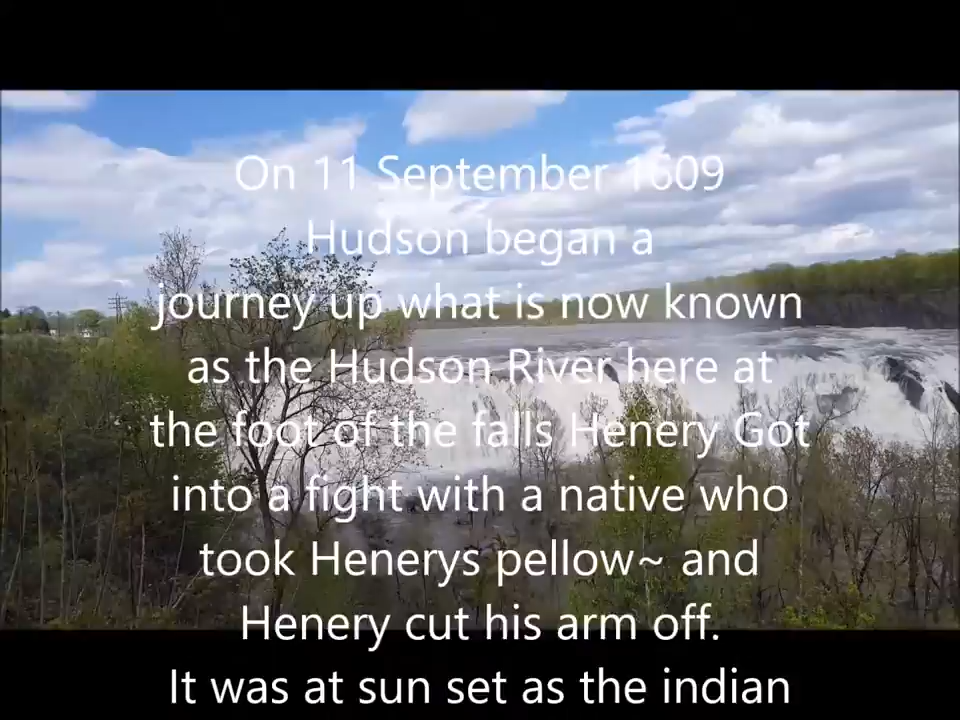 On 11 September 1609
Hudson began a
journey up what is now known
as the Hudson River here at
the foot of the falls Henery Got
into a fight with a native who
took Henerys pellow~ and
Henery cut his arm off.
It was at sun set as the indian